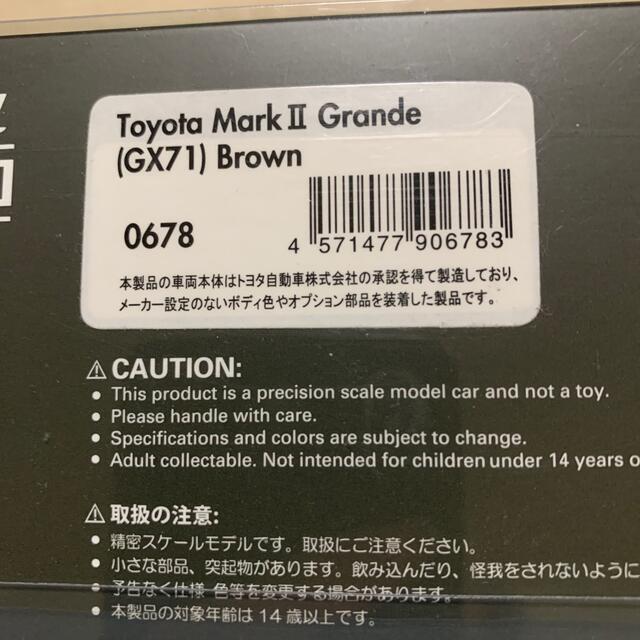 Toyota Mark II Grande
(GX71) Brown
0678
4 571477 906783
本製品の車両本体はトヨタ自動車株式会社の承認を得て製造しており、
メーカー設定のないボディ色やオプション部品を装着した製品です。
⚠ CAUTION:
• This product is a precision scale model car and not a toy.
• Please handle with care.
• Specifications and colors are subject to change.
• Adult collectable. Not intended for children under 14 years o
⚠ 取扱の注意:
• 精密スケールモデルです。取扱にご注意ください。
• 小さな部品、突起物があります。飲み込んだり、怪我をされないように
• 予告なく仕様・色等を変更する場合があります。
• 本製品の対象年齢は14歳以上です。